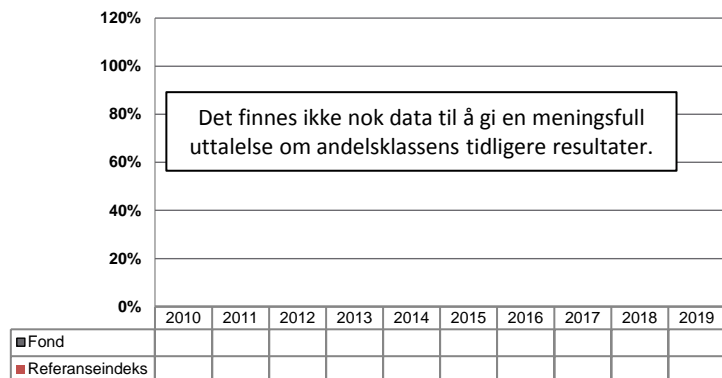 120%
100%
80%
60%
40%
20%
0%
Det finnes ikke nok data til å gi en meningsfull
uttalelse om andelsklassens tidligere resultater.
2010 2011 2012 2013 2014 2015 2016 2017 2018 2019
Fond
Referanseindeks